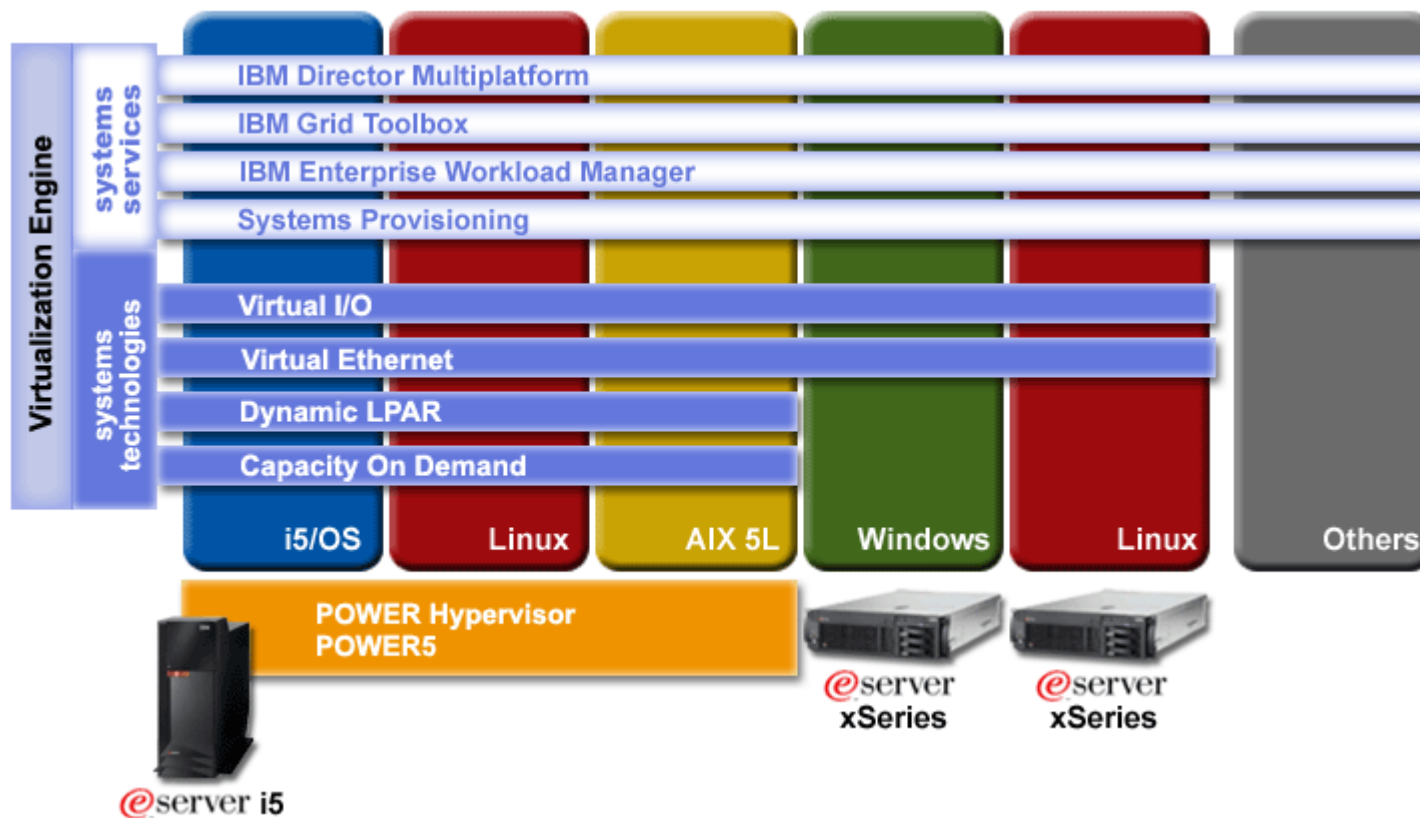 Virtualization Engine
systems
services
IBM Director Multiplatform
IBM Grid Toolbox
IBM Enterprise Workload Manager
Systems Provisioning
systems
technologies
Virtual I/O
Virtual Ethernet
Dynamic LPAR
Capacity On Demand
i5/OS
Linux
AIX 5L
Windows
Linux
Others
POWER Hypervisor
POWER5
eserver
xSeries
eserver
xSeries
eserver i5